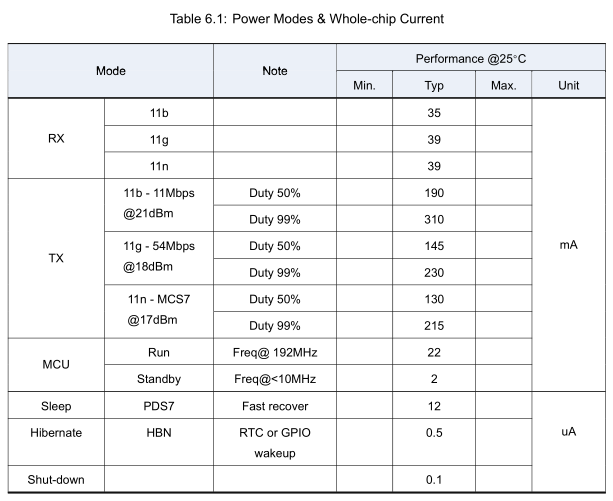 Table 6.1: Power Modes & Whole-chip Current
Mode Note Performance @25°C
Min. Typ Max. Unit
RX 11b 35 mA
11g 39
11n 39
TX 11b - 11Mbps @21dBm Duty 50% 190
Duty 99% 310
11g - 54Mbps @18dBm Duty 50% 145
Duty 99% 230
11n - MCS7 @17dBm Duty 50% 130
Duty 99% 215
MCU Run Freq@ 192MHz 22
Standby Freq@<10MHz 2
Sleep PDS7 Fast recover 12 uA
Hibernate HBN RTC or GPIO wakeup 0.5
Shut-down 0.1